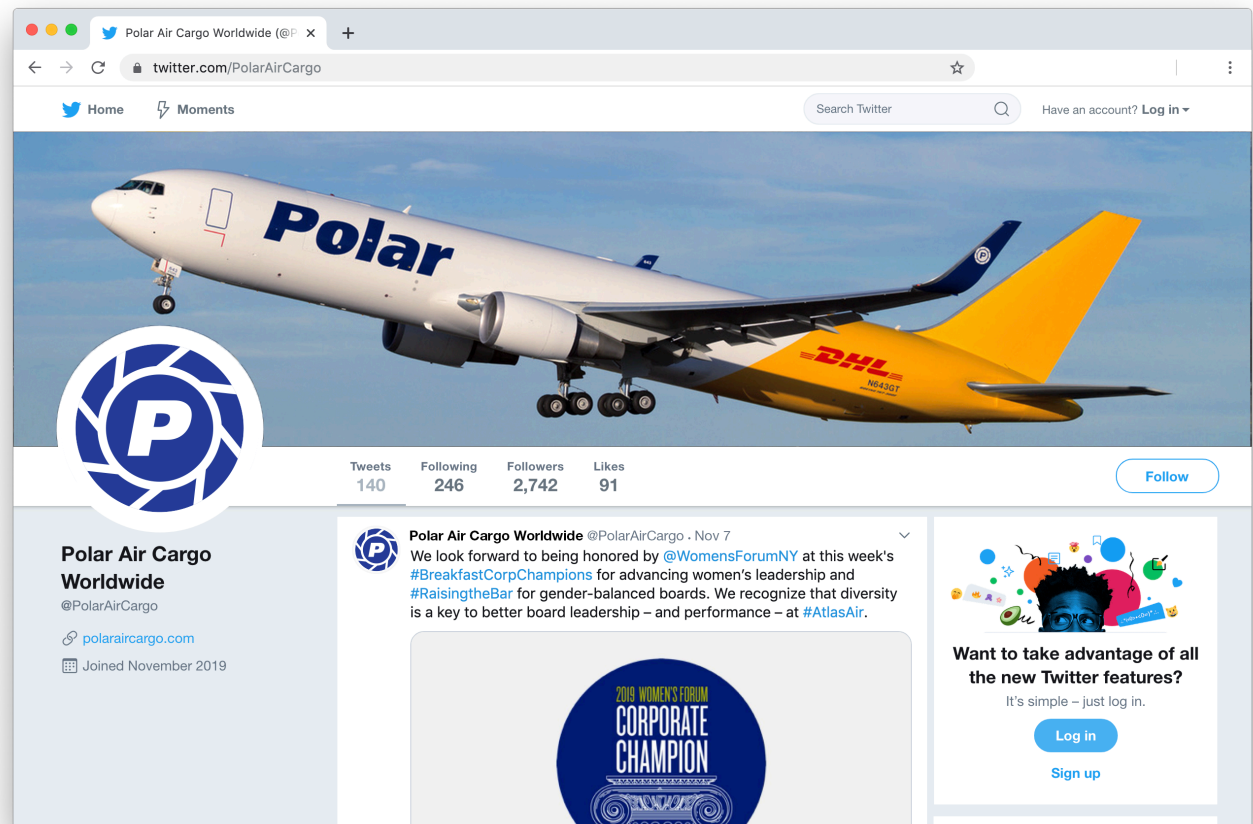 Polar Air Cargo Worldwide (@P
twitter.com/PolarAirCargo
Home
Moments
Search Twitter
Have an account? Log in
Polar
P
DHL
N643GT
P
Tweets
140
Following
246
Followers
2,742
Likes
91
Follow
Polar Air Cargo
Worldwide
@PolarAirCargo
polaraircargo.com
Joined November 2019
P
Polar Air Cargo Worldwide @PolarAirCargo . Nov 7
We look forward to being honored by @WomensForumNY at this week's
#BreakfastCorpChampions for advancing women's leadership and
#RaisingtheBar for gender-balanced boards. We recognize that diversity
is a key to better board leadership – and performance – at #AtlasAir.
2019 WOMEN'S FORUM
CORPORATE
CHAMPION
Want to take advantage of all
the new Twitter features?
It's simple – just log in.
Log in
Sign up